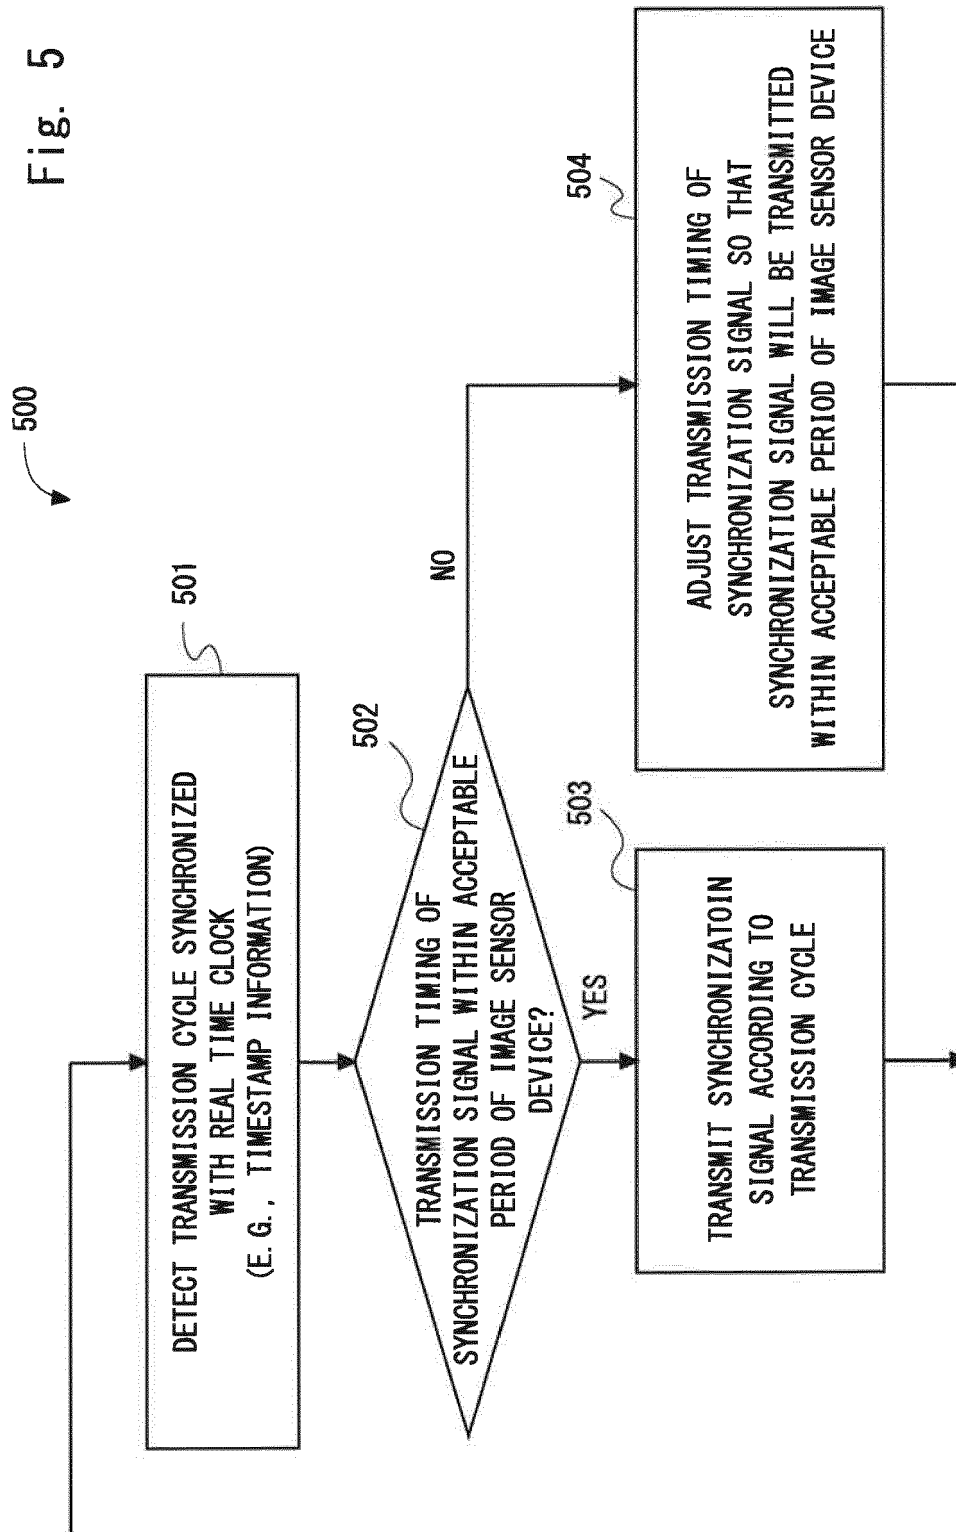 Fig. 5
500
501
DETECT TRANSMISSION CYCLE SYNCHRONIZED
WITH REAL TIME CLOCK
(E.G., TIMESTAMP INFORMATION)
502
TRANSMISSION TIMING OF
SYNCHRONIZATION SIGNAL WITHIN ACCEPTABLE
PERIOD OF IMAGE SENSOR
DEVICE?
NO
YES
503
TRANSMIT SYNCHRONIZATOIN
SIGNAL ACCORDING TO
TRANSMISSION CYCLE
504
ADJUST TRANSMISSION TIMING OF
SYNCHRONIZATION SIGNAL SO THAT
SYNCHRONIZATION SIGNAL WILL BE TRANSMITTED
WITHIN ACCEPTABLE PERIOD OF IMAGE SENSOR DEVICE